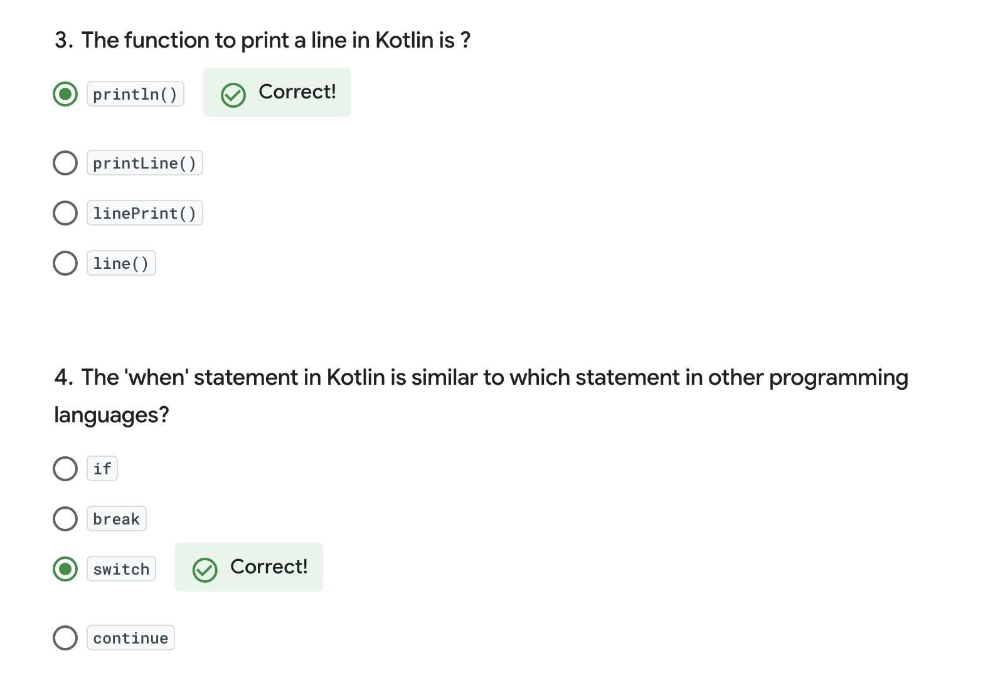 3. The function to print a line in Kotlin is ?
println()
Correct!
printLine()
linePrint()
line()
4. The 'when' statement in Kotlin is similar to which statement in other programming
languages?
if
break
switch
Correct!
continue